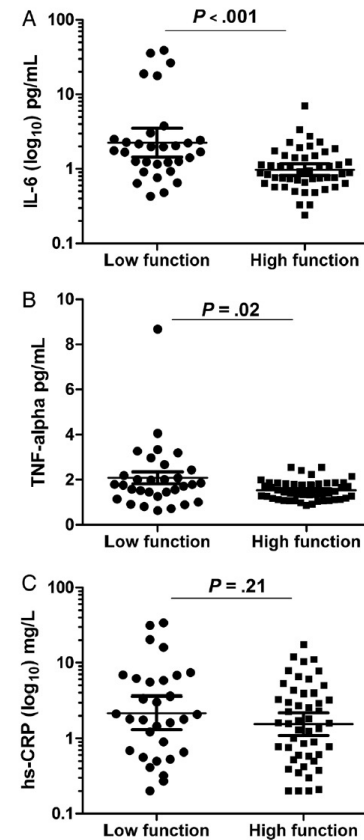 A
P < .001
IL-6 (log10) pg/mL
100
10
1
0.1
Low function
High function
B
P = .02
TNF-alpha pg/mL
10
8
6
4
2
0
Low function
High function
C
P = .21
hs-CRP (log10) mg/L
100
10
1
0.1
Low function
High function